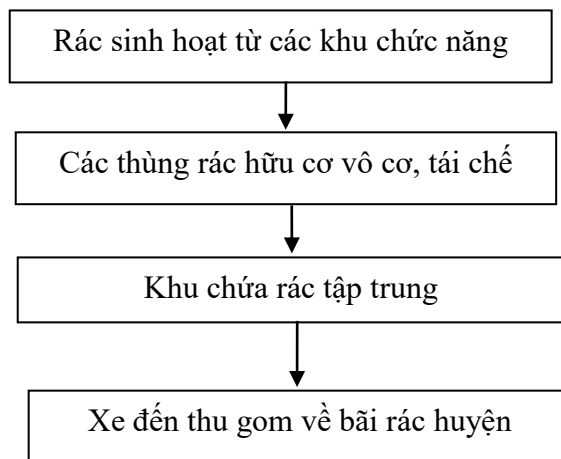 Rác sinh hoạt từ các khu chức năng
Các thùng rác hữu cơ vô cơ, tái chế
Khu chứa rác tập trung
Xe đến thu gom về bãi rác huyện